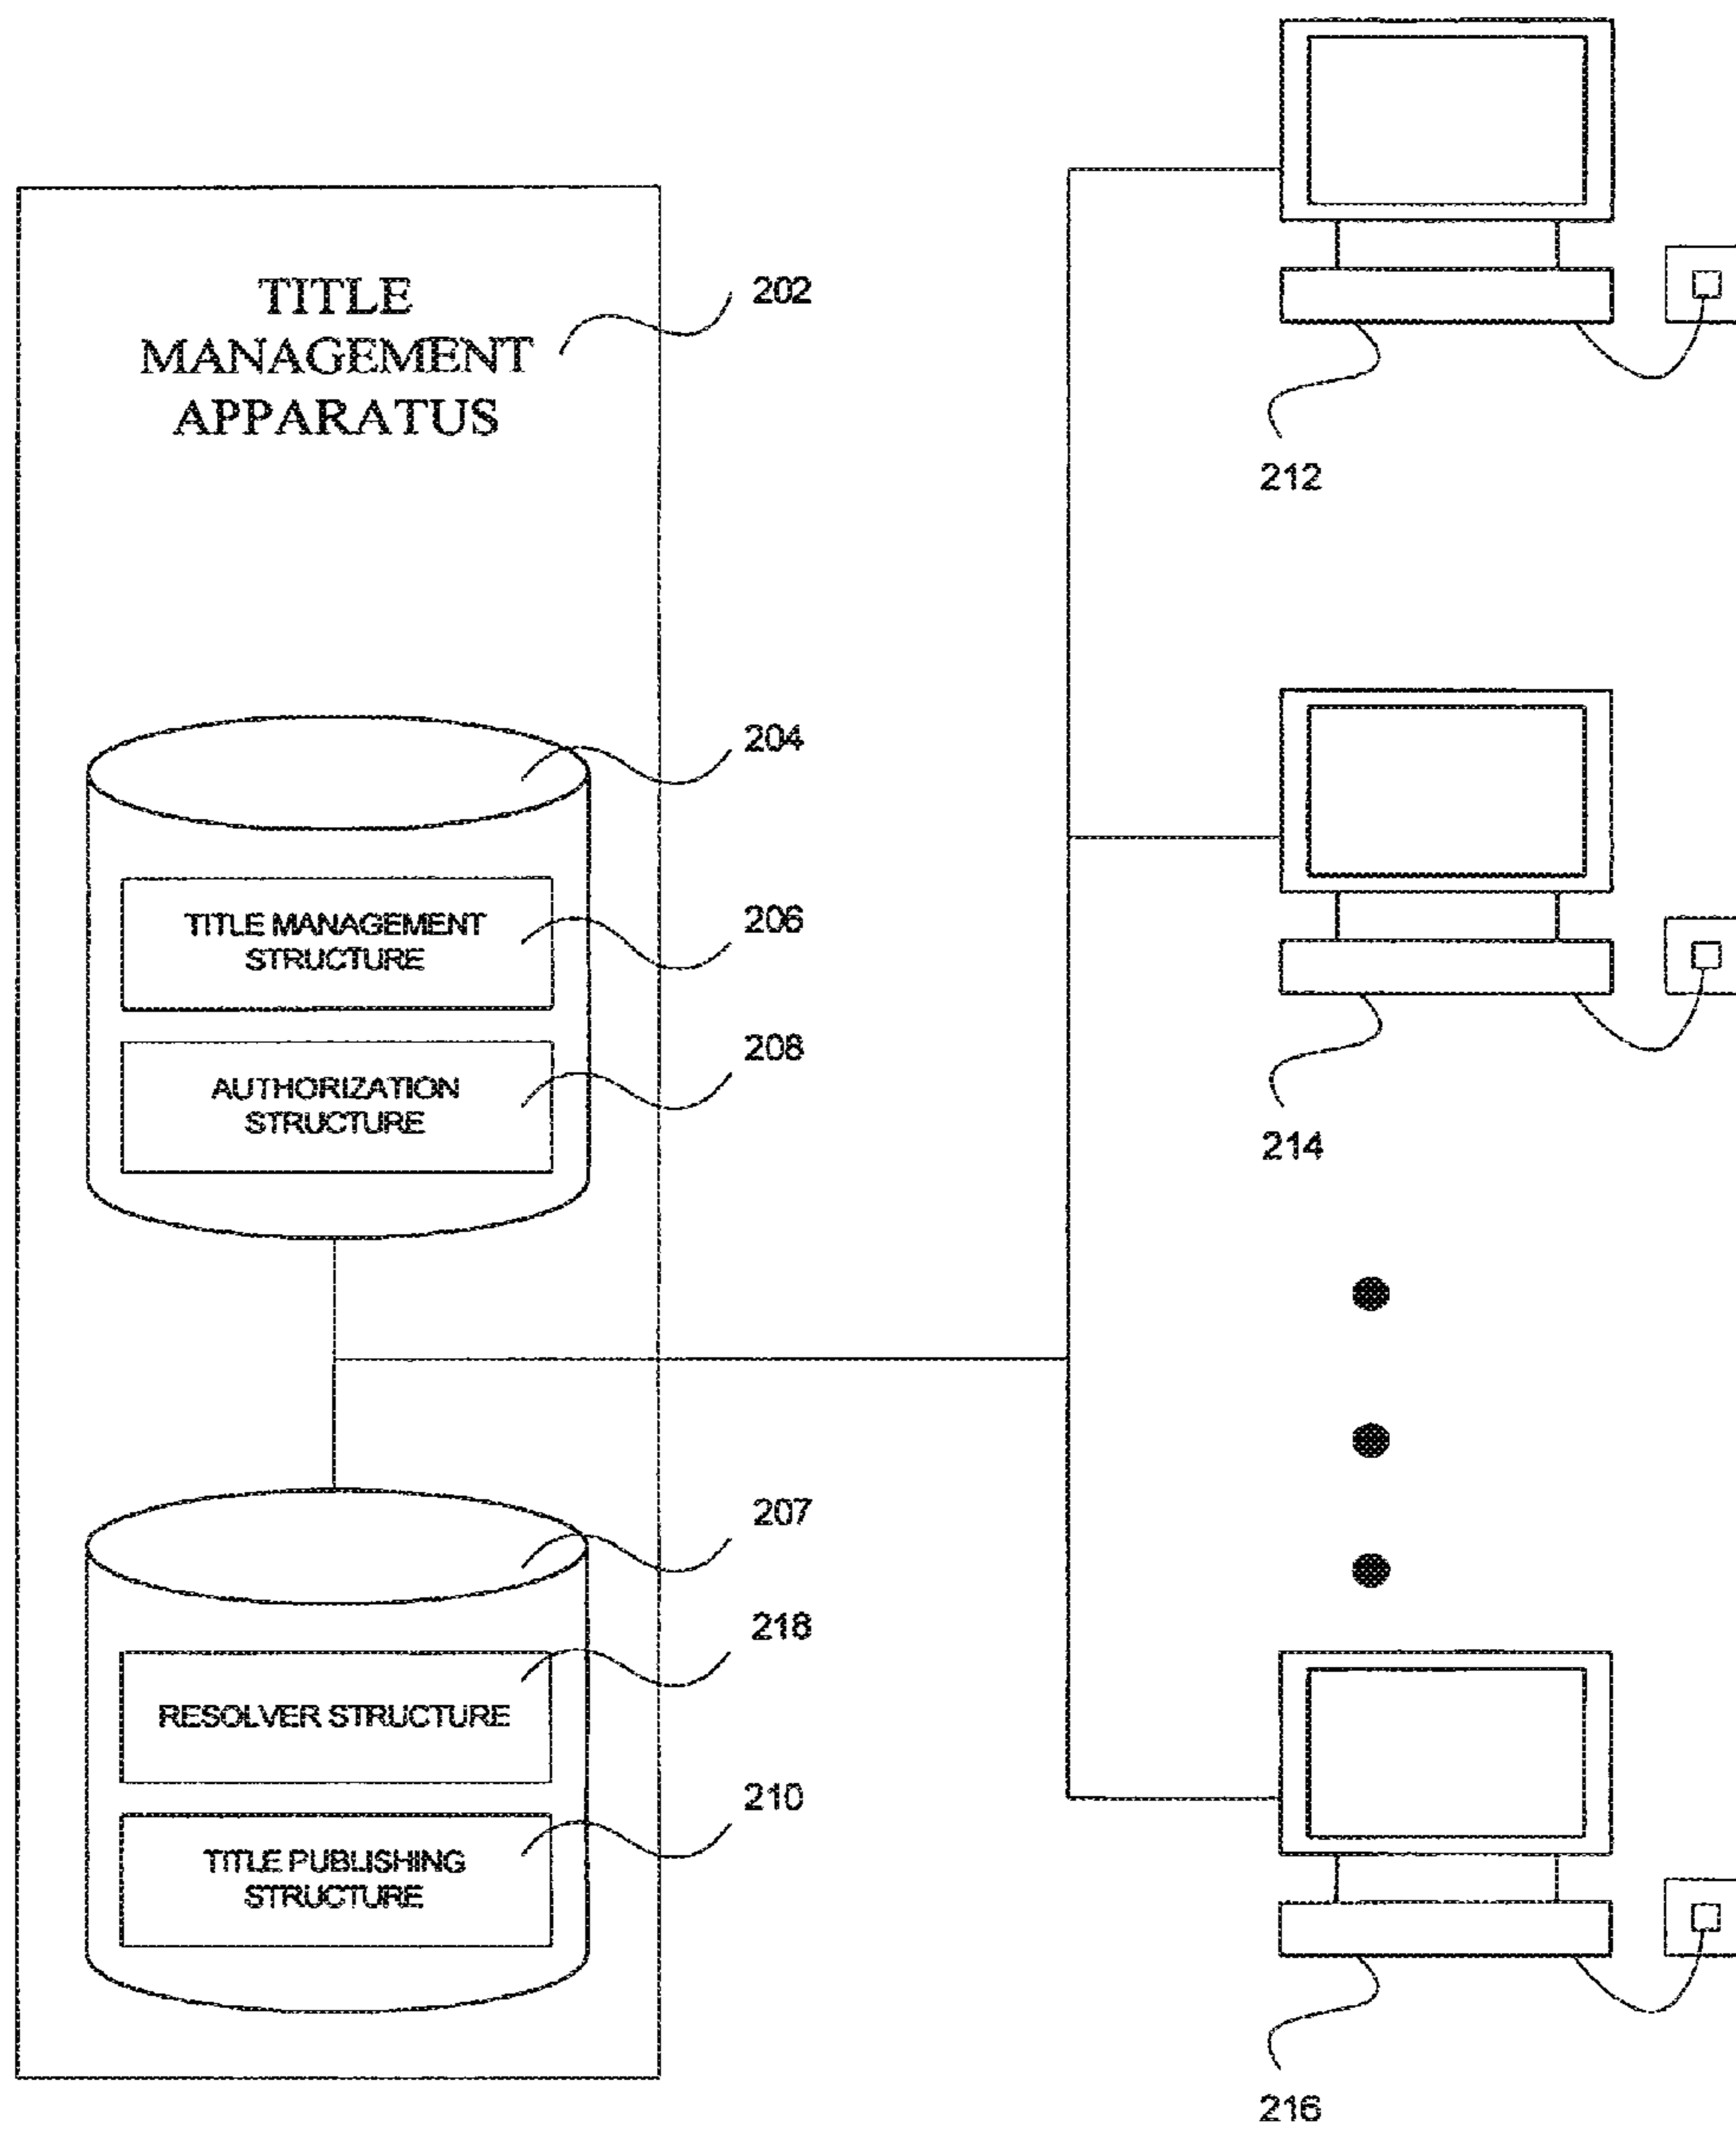 TITLE
MANAGEMENT
APPARATUS
202
204
TITLE MANAGEMENT
STRUCTURE
206
AUTHORIZATION
STRUCTURE
208
207
RESOLVER STRUCTURE
218
TITLE PUBLISHING
STRUCTURE
210
212
214
216